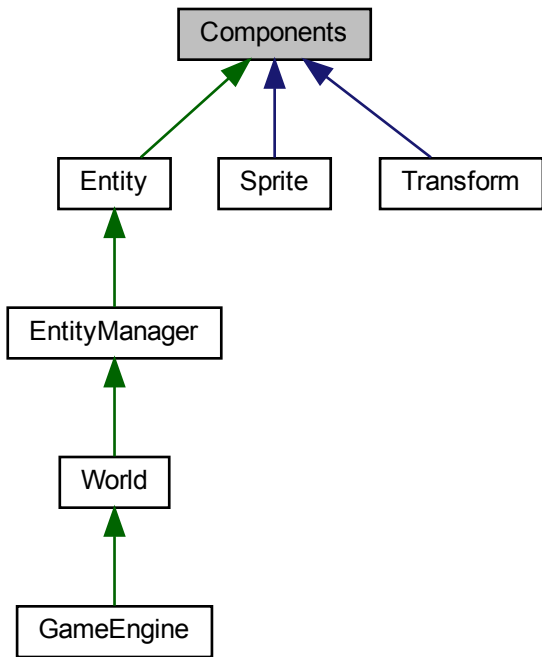 Components
Entity
Sprite
Transform
EntityManager
World
GameEngine